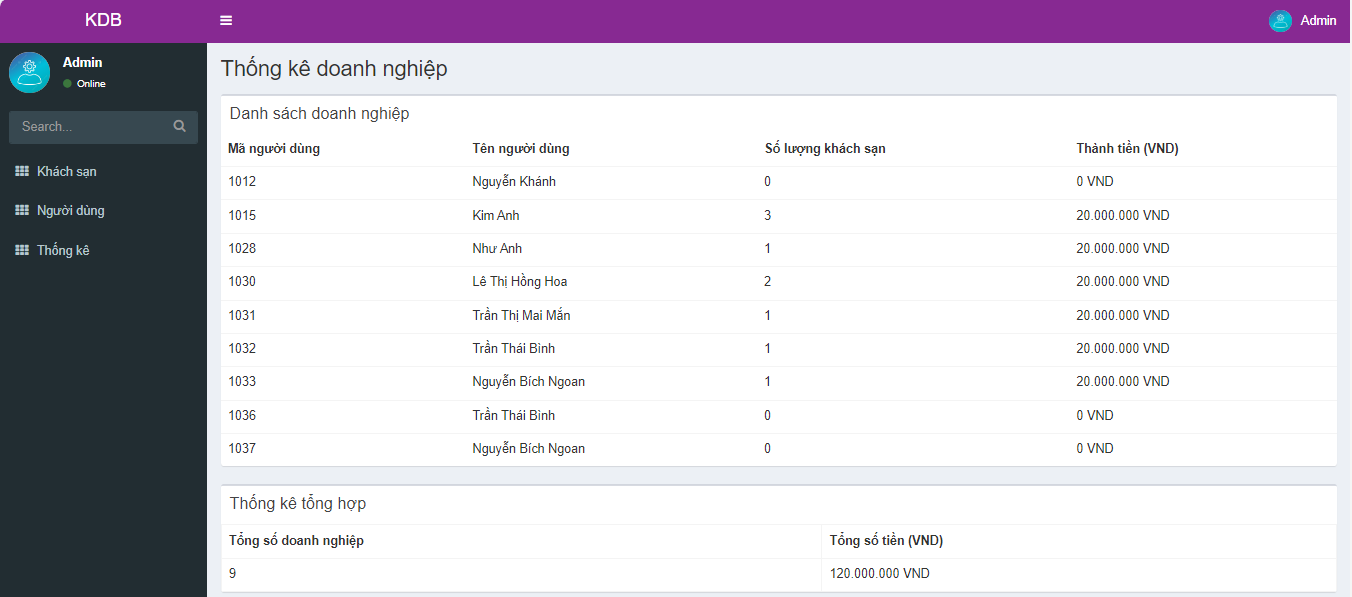 KDB
Admin
Admin
Online
Search...
Khách sạn
Người dùng
Thống kê
Thống kê doanh nghiệp
Danh sách doanh nghiệp
Mã người dùng Tên người dùng Số lượng khách sạn Thành tiền (VND)
1012 Nguyễn Khánh 0 0 VND
1015 Kim Anh 3 20.000.000 VND
1028 Như Anh 1 20.000.000 VND
1030 Lê Thị Hồng Hoa 2 20.000.000 VND
1031 Trần Thị Mai Mắn 1 20.000.000 VND
1032 Trần Thái Bình 1 20.000.000 VND
1033 Nguyễn Bích Ngoan 1 20.000.000 VND
1036 Trần Thái Bình 0 0 VND
1037 Nguyễn Bích Ngoan 0 0 VND
Thống kê tổng hợp
Tổng số doanh nghiệp Tổng số tiền (VND)
9 120.000.000 VND